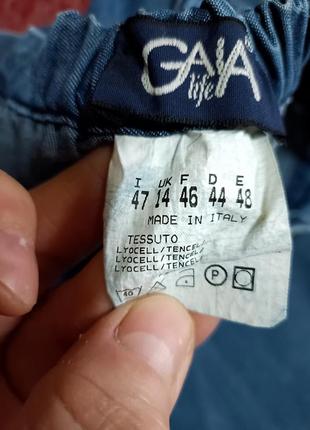 GAIA
life
I UK F D E
47 14 46 44 48
MADE IN ITALY
TESSUTO
LYOCELL/TENCEL/
LYOCELL/TENCEL/
LYOCELL/TENCEL/
40 P